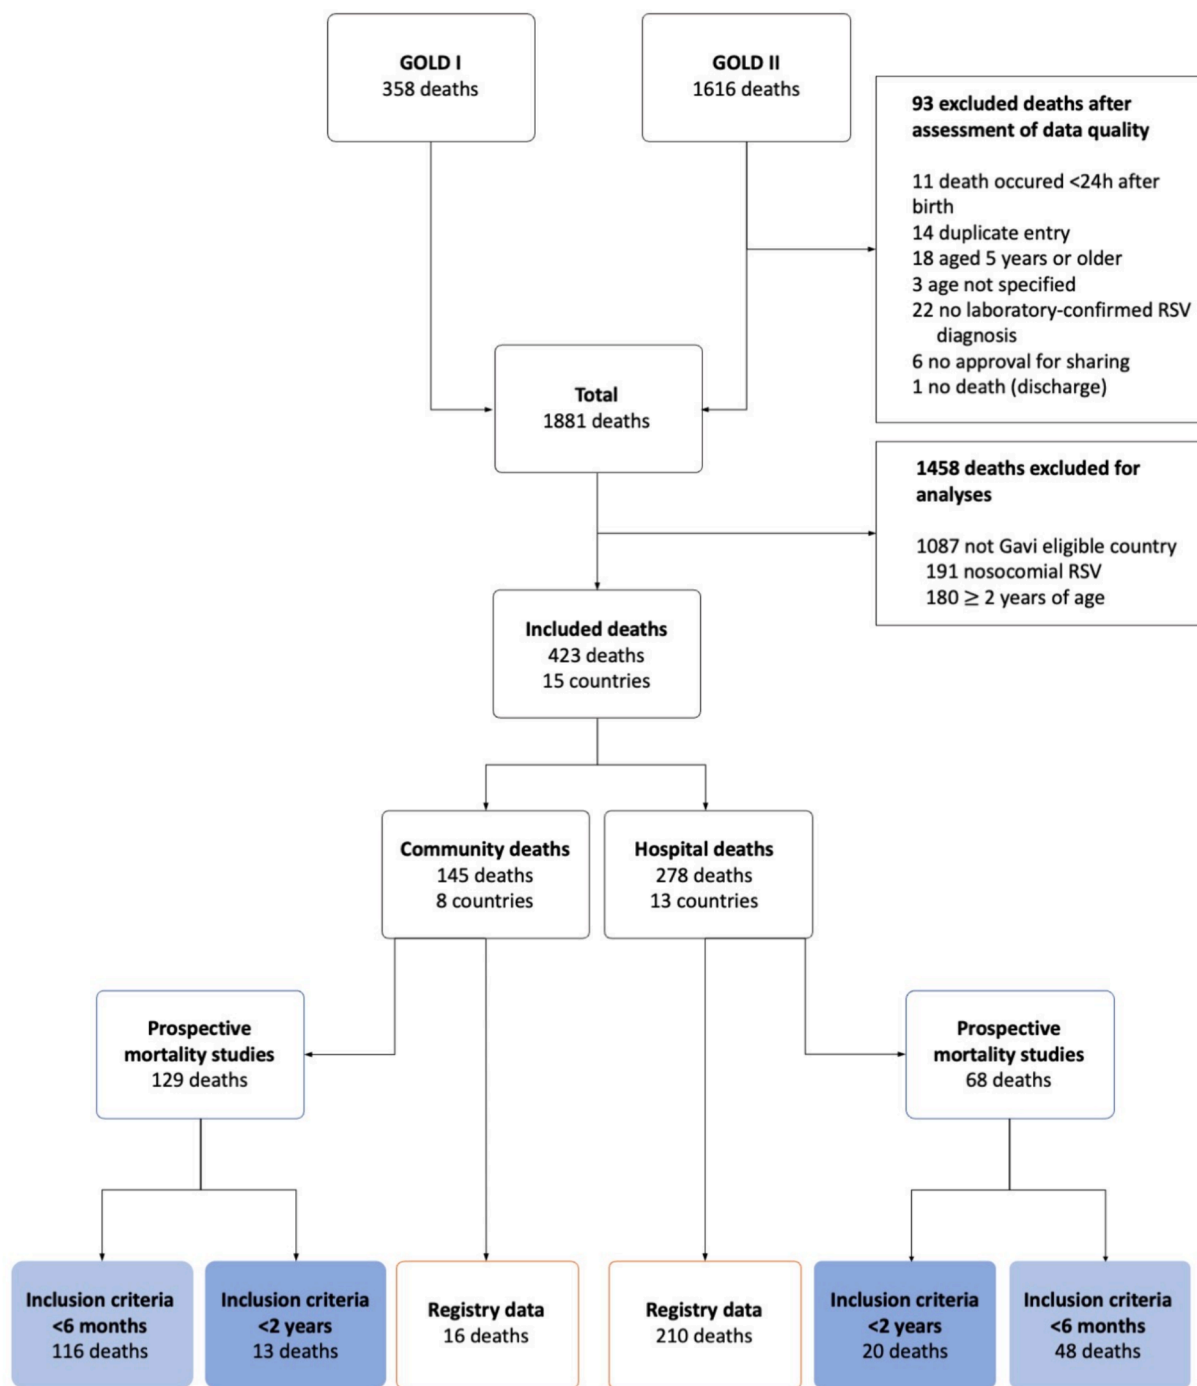 GOLD I
358 deaths
GOLD II
1616 deaths
93 excluded deaths after
assessment of data quality
11 death occured <24h after
birth
14 duplicate entry
18 aged 5 years or older
3 age not specified
22 no laboratory-confirmed RSV
diagnosis
6 no approval for sharing
1 no death (discharge)
Total
1881 deaths
1458 deaths excluded for
analyses
1087 not Gavi eligible country
191 nosocomial RSV
180 ≥ 2 years of age
Included deaths
423 deaths
15 countries
Community deaths
145 deaths
8 countries
Hospital deaths
278 deaths
13 countries
Prospective
mortality studies
129 deaths
Prospective
mortality studies
68 deaths
Inclusion criteria
<6 months
116 deaths
Inclusion criteria
<2 years
13 deaths
Registry data
16 deaths
Registry data
210 deaths
Inclusion criteria
<2 years
20 deaths
Inclusion criteria
<6 months
48 deaths